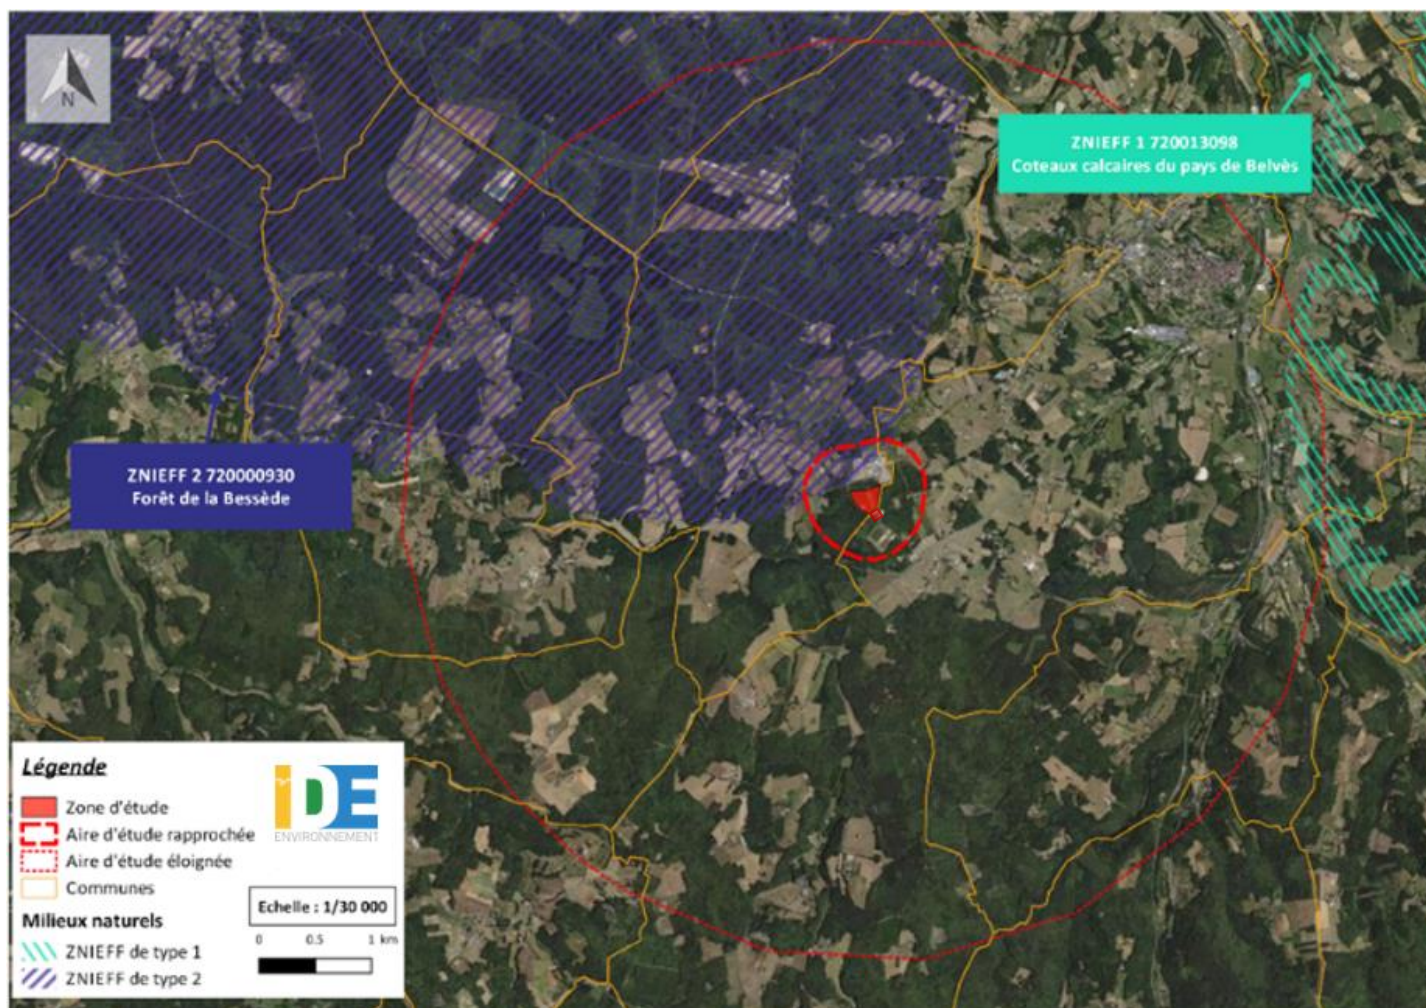 N
ZNIEFF 1 720013098
Coteaux calcaires du pays de Belvès
ZNIEFF 2 720000930
Forêt de la Bessède
Légende
Zone d'étude
Aire d'étude rapprochée
Aire d'étude éloignée
Communes
Milieux naturels
ZNIEFF de type 1
ZNIEFF de type 2
iDE
ENVIRONNEMENT
Echelle : 1/30 000
0 0.5 1 km